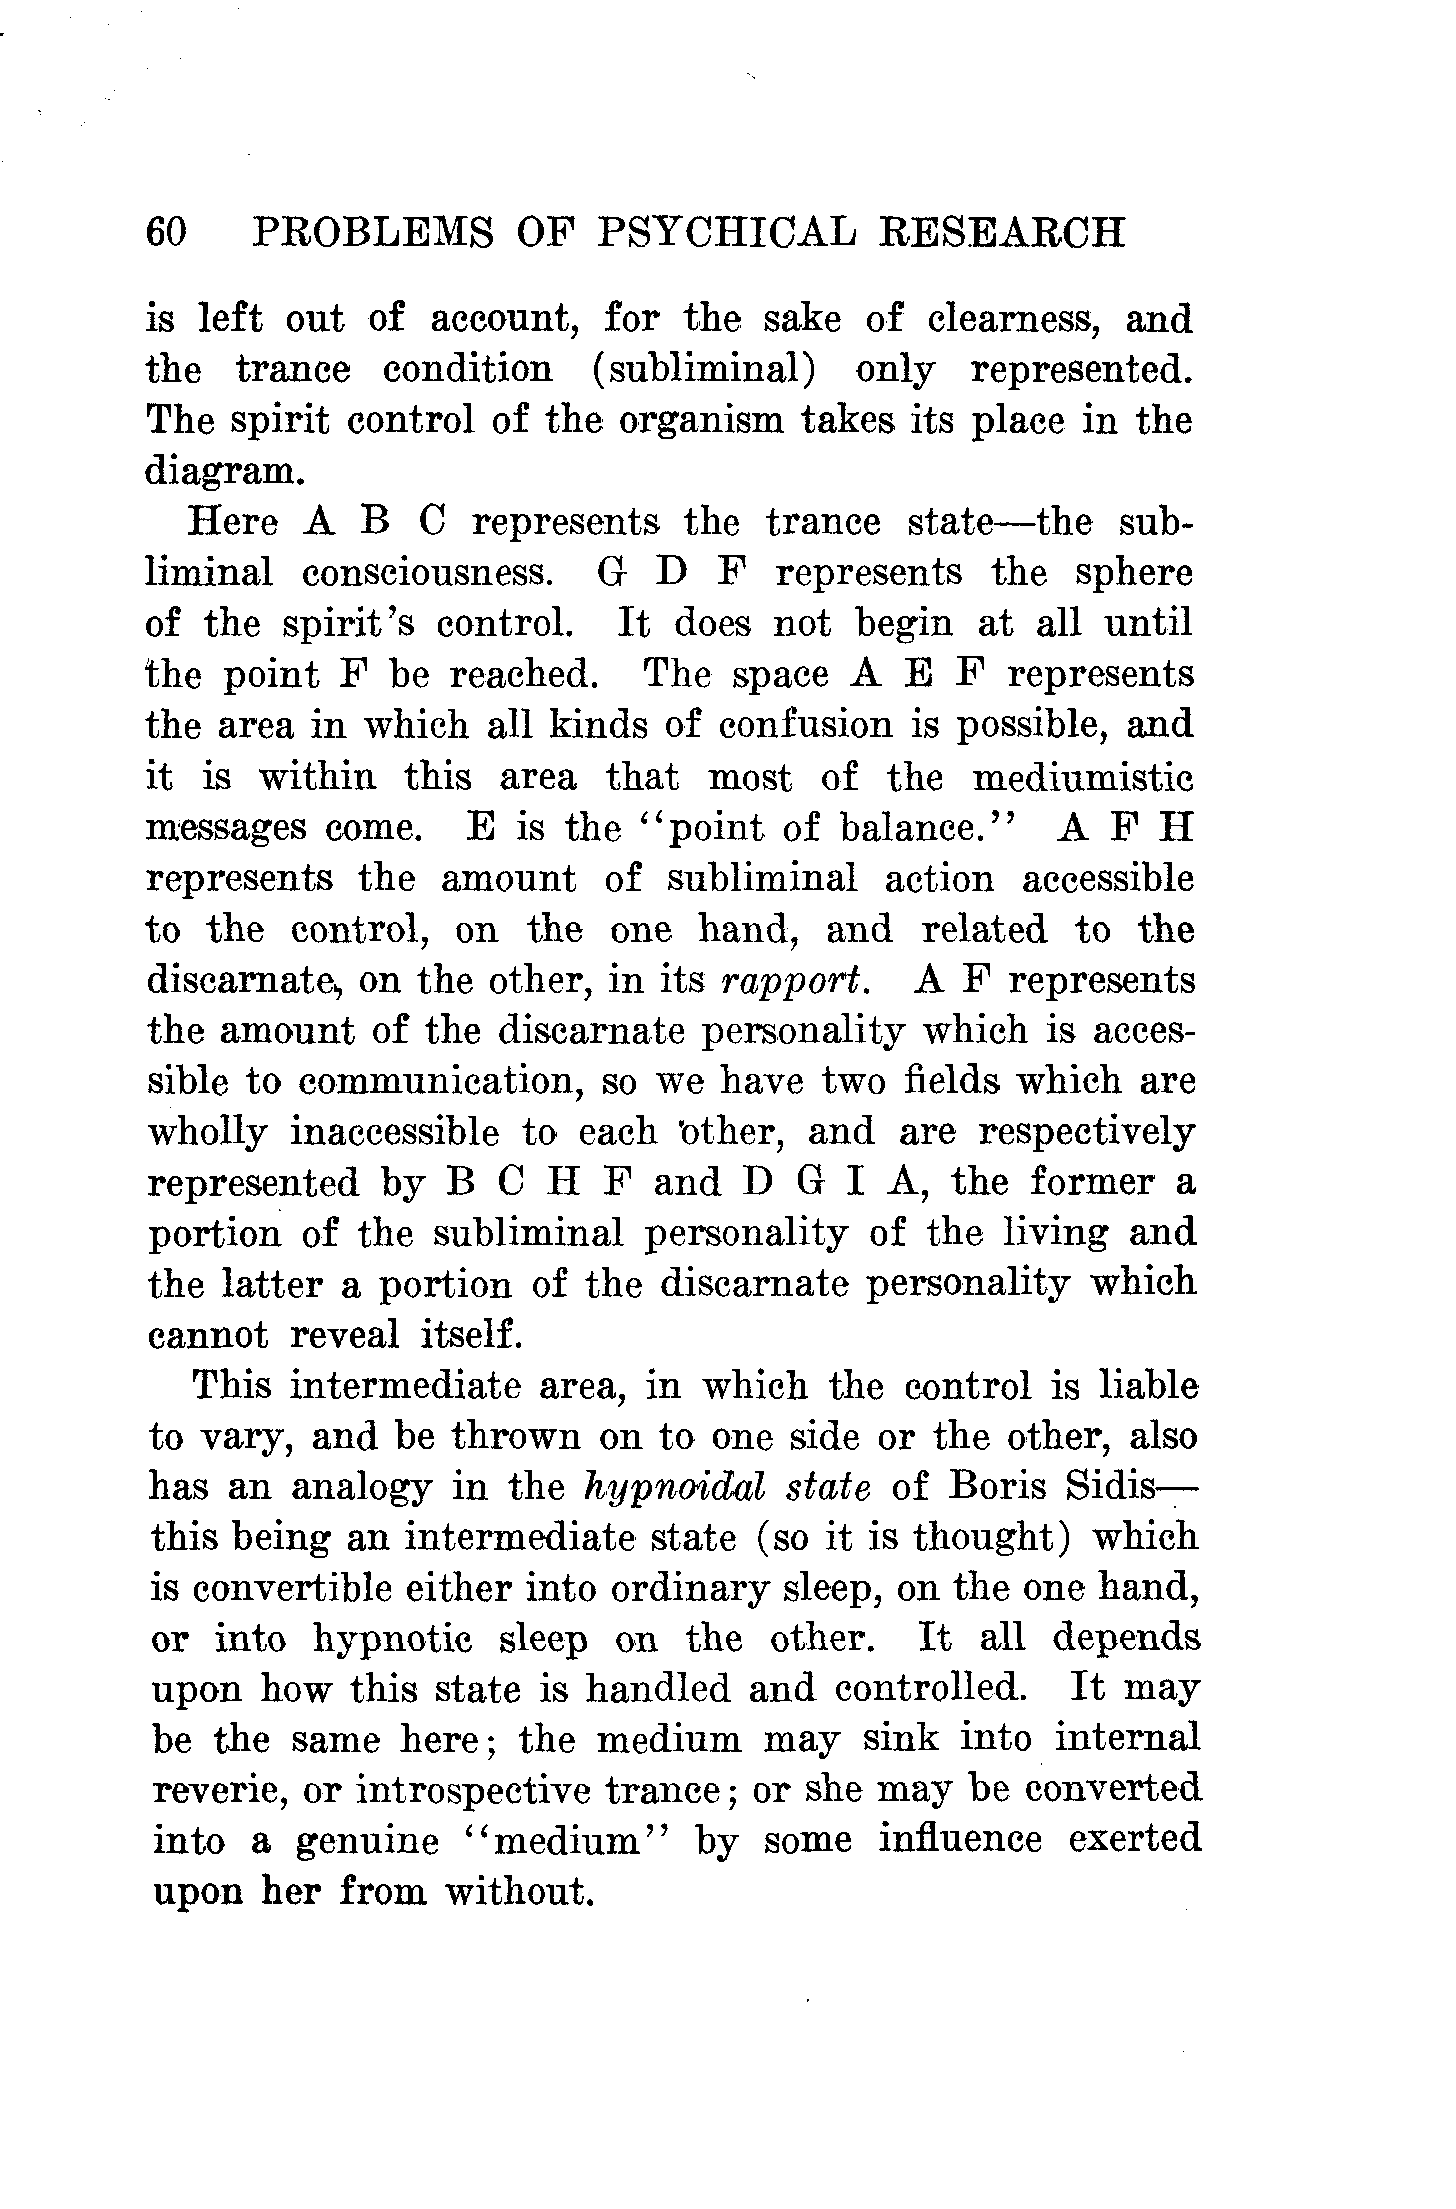 60 PROBLEMS OF PSYCHICAL RESEARCH
is left out of account, for the sake of clearness, and
the trance condition (subliminal) only represented.
The spirit control of the organism takes its place in the
diagram.
Here A B C represents the trance state—the sub-
liminal consciousness. G D F represents the sphere
of the spirit's control. It does not begin at all until
the point F be reached. The space A E F represents
the area in which all kinds of confusion is possible, and
it is within this area that most of the mediumistic
messages come. E is the "point of balance." A F H
represents the amount of subliminal action accessible
to the control, on the one hand, and related to the
discarnate, on the other, in its rapport. A F represents
the amount of the discarnate personality which is acces-
sible to communication, so we have two fields which are
wholly inaccessible to each other, and are respectively
represented by B C H F and D G I A, the former a
portion of the subliminal personality of the living and
the latter a portion of the discarnate personality which
cannot reveal itself.
This intermediate area, in which the control is liable
to vary, and be thrown on to one side or the other, also
has an analogy in the hypnoidal state of Boris Sidis—
this being an intermediate state (so it is thought) which
is convertible either into ordinary sleep, on the one hand,
or into hypnotic sleep on the other. It all depends
upon how this state is handled and controlled. It may
be the same here; the medium may sink into internal
reverie, or introspective trance; or she may be converted
into a genuine "medium" by some influence exerted
upon her from without.